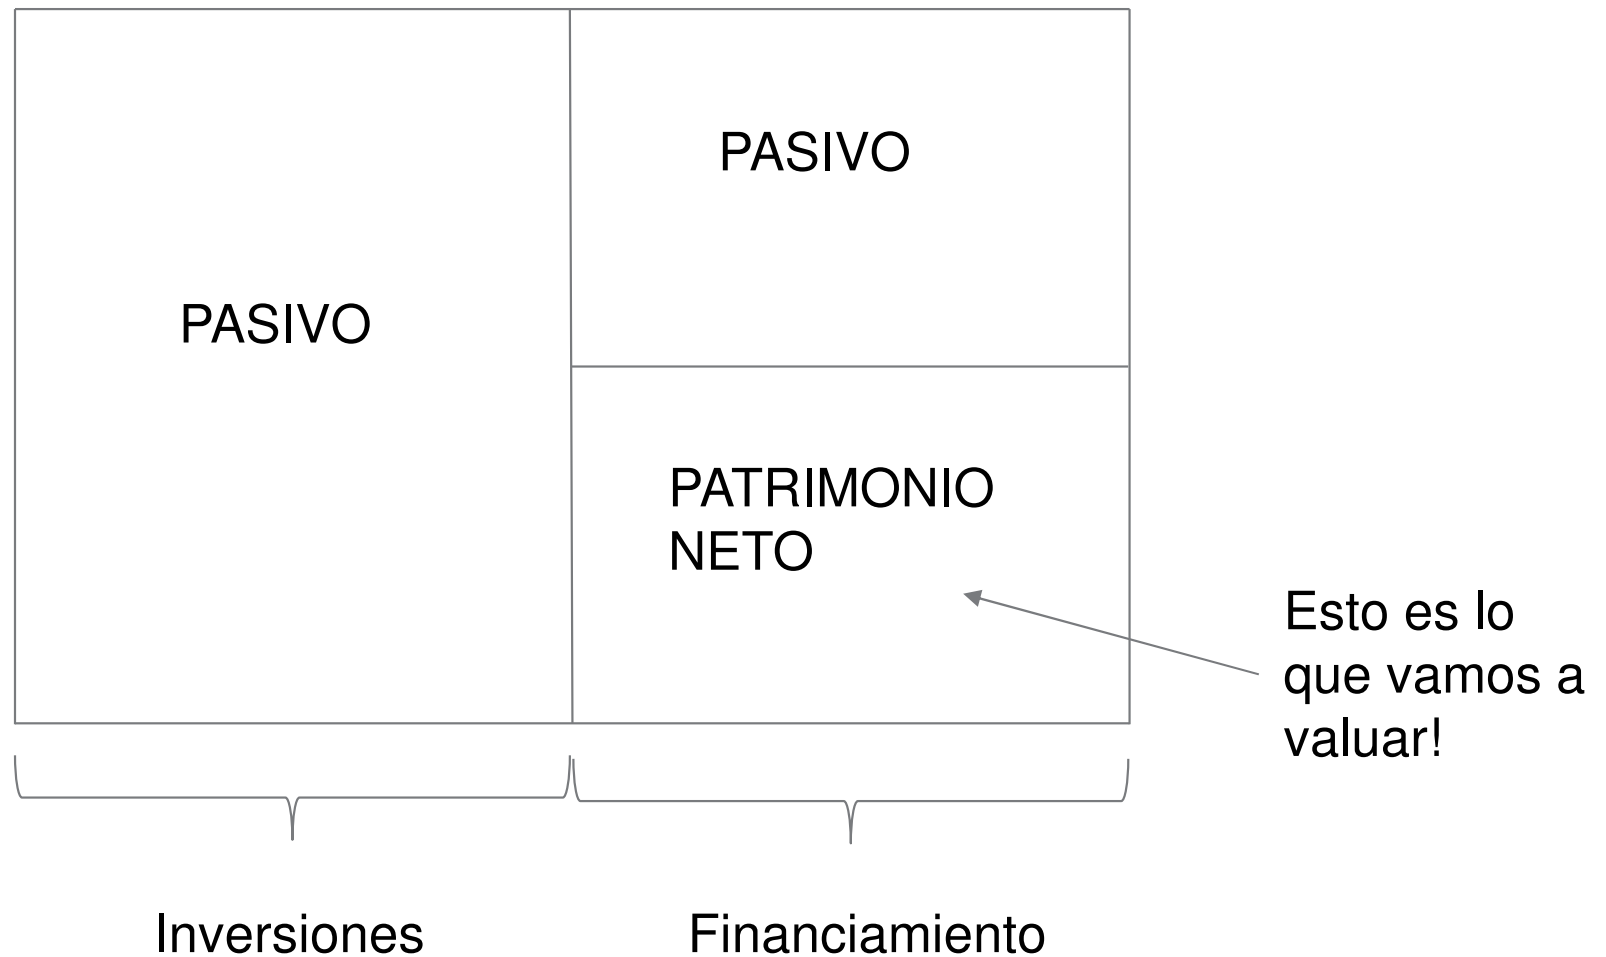 PASIVO
PASIVO
PATRIMONIO
NETO
Esto es lo
que vamos a
valuar!
Inversiones
Financiamiento